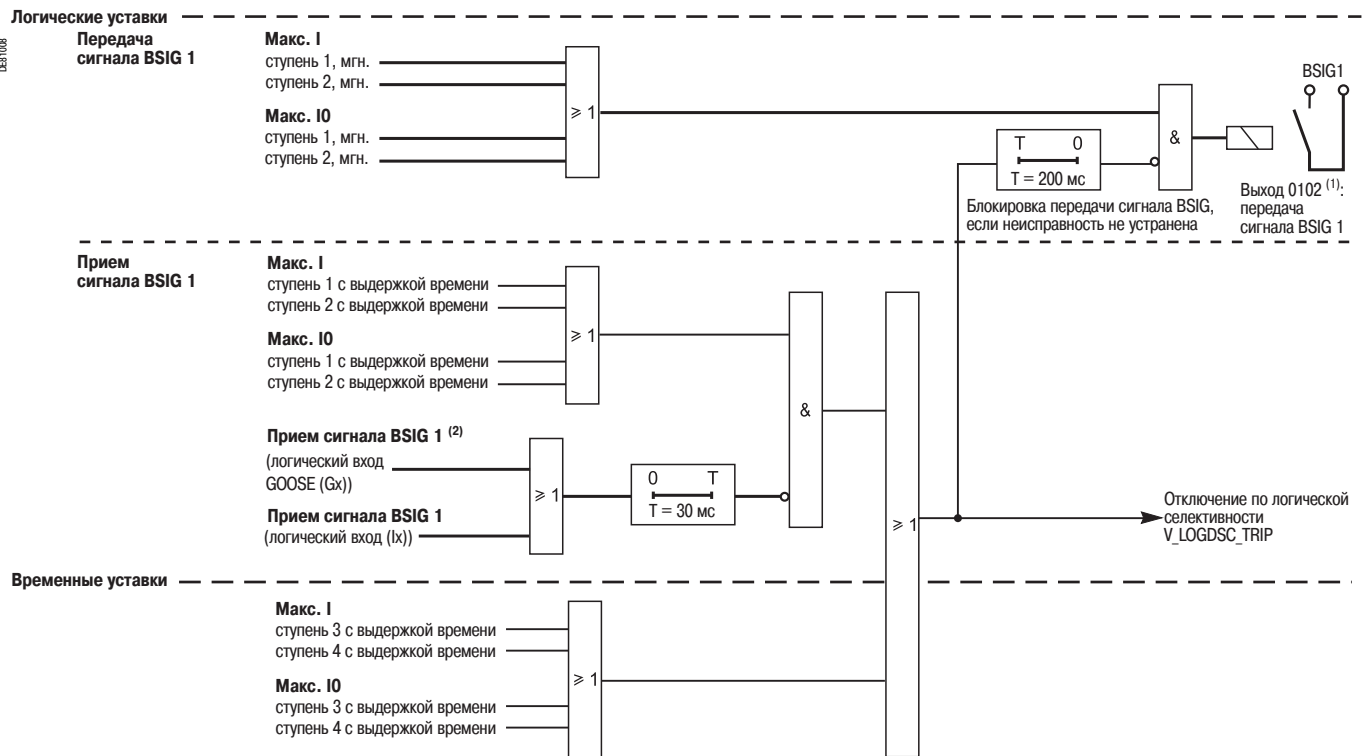 Логические уставки
DE81008
Передача
сигнала BSIG 1
Макс. I
ступень 1, мгн.
ступень 2, мгн.
Макс. I0
ступень 1, мгн.
ступень 2, мгн.
⩾ 1
T 0
T = 200 мс
&
BSIG1
Блокировка передачи сигнала BSIG,
если неисправность не устранена
Выход 0102 (1):
передача
сигнала BSIG 1
Прием
сигнала BSIG 1
Макс. I
ступень 1 с выдержкой времени
ступень 2 с выдержкой времени
Макс. I0
ступень 1 с выдержкой времени
ступень 2 с выдержкой времени
⩾ 1
&
Прием сигнала BSIG 1 (2)
(логический вход
GOOSE (Gx))
Прием сигнала BSIG 1
(логический вход (Ix))
⩾ 1
0 T
T = 30 мс
⩾ 1
Отключение по логической
селективности
V_LOGDSC_TRIP
Временные уставки
Макс. I
ступень 3 с выдержкой времени
ступень 4 с выдержкой времени
Макс. I0
ступень 3 с выдержкой времени
ступень 4 с выдержкой времени
⩾ 1